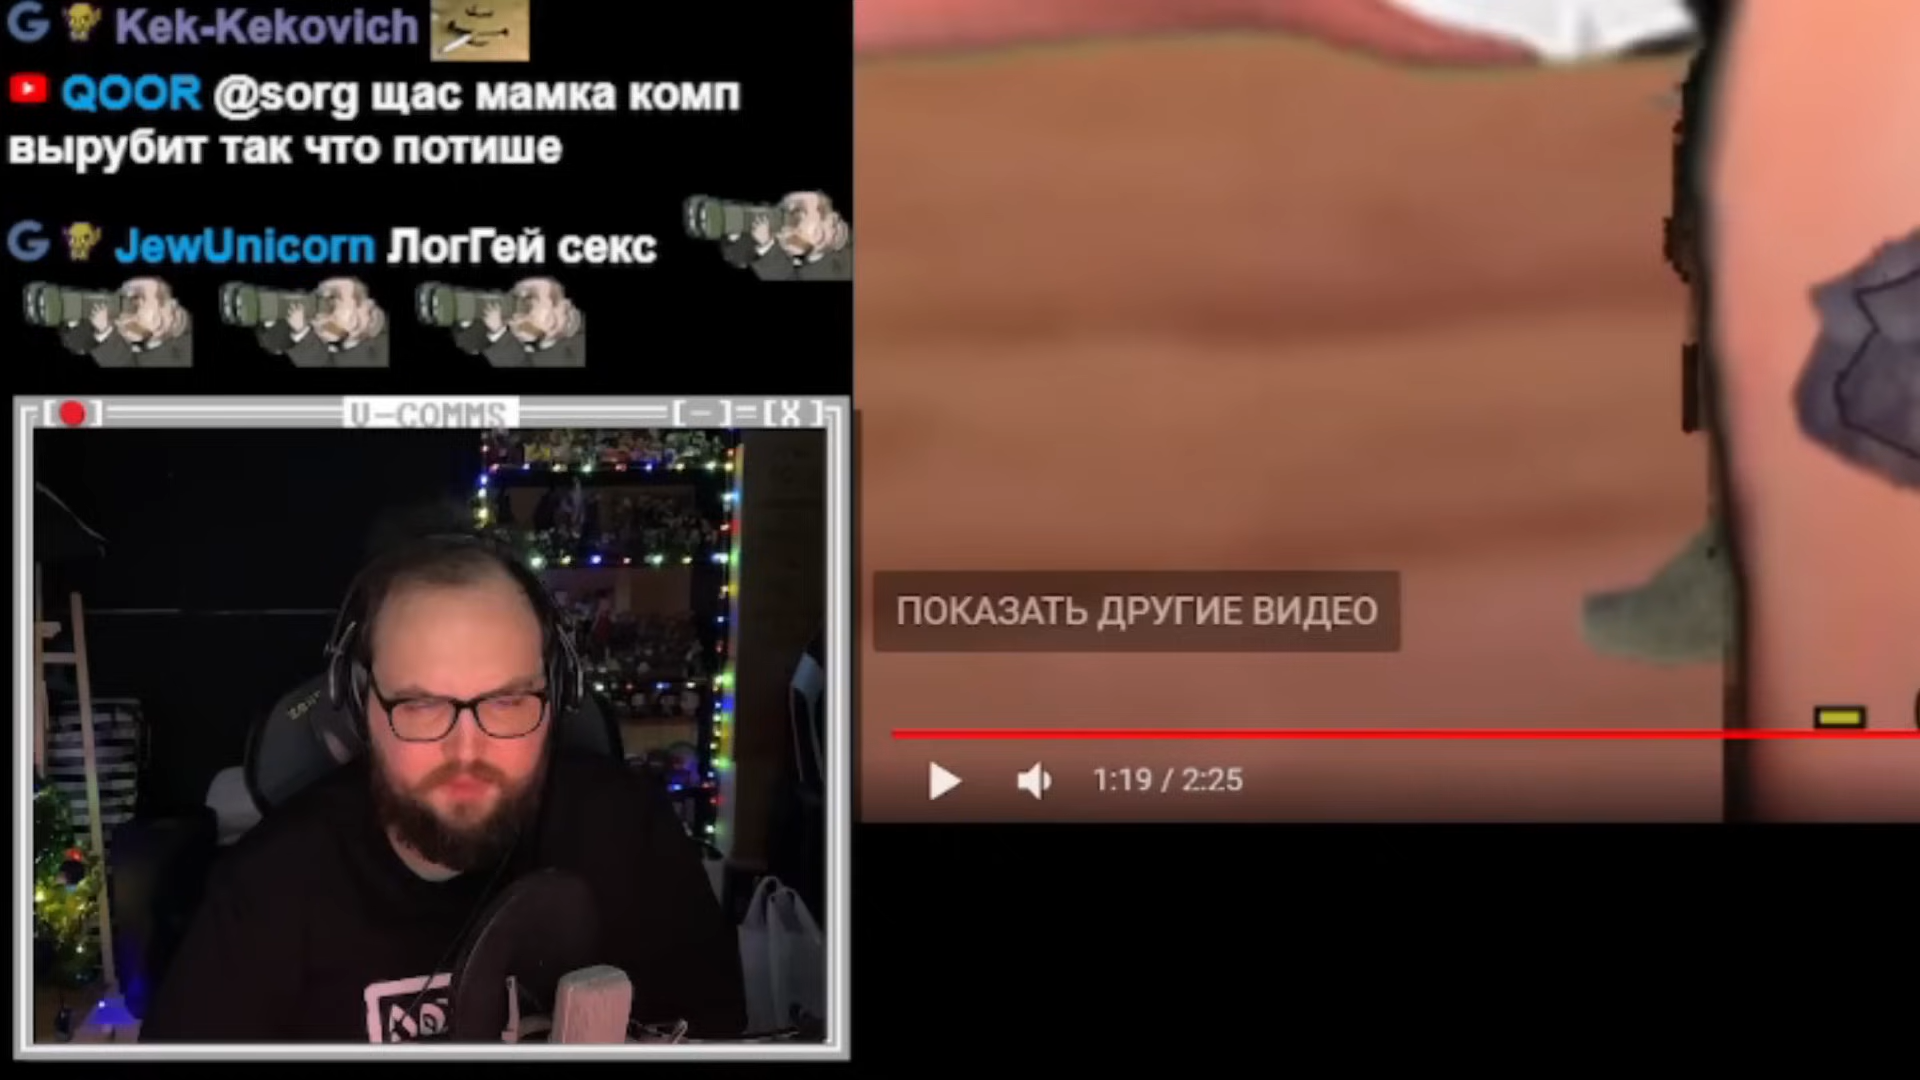 Kek-Kekovich
QOOR @sorg щас мамка комп
вырубит так что потише
JewUnicorn ЛогГей секс
[ ] V-COMMS [-]=[X]
ПОКАЗАТЬ ДРУГИЕ ВИДЕО
1:19 / 2:25